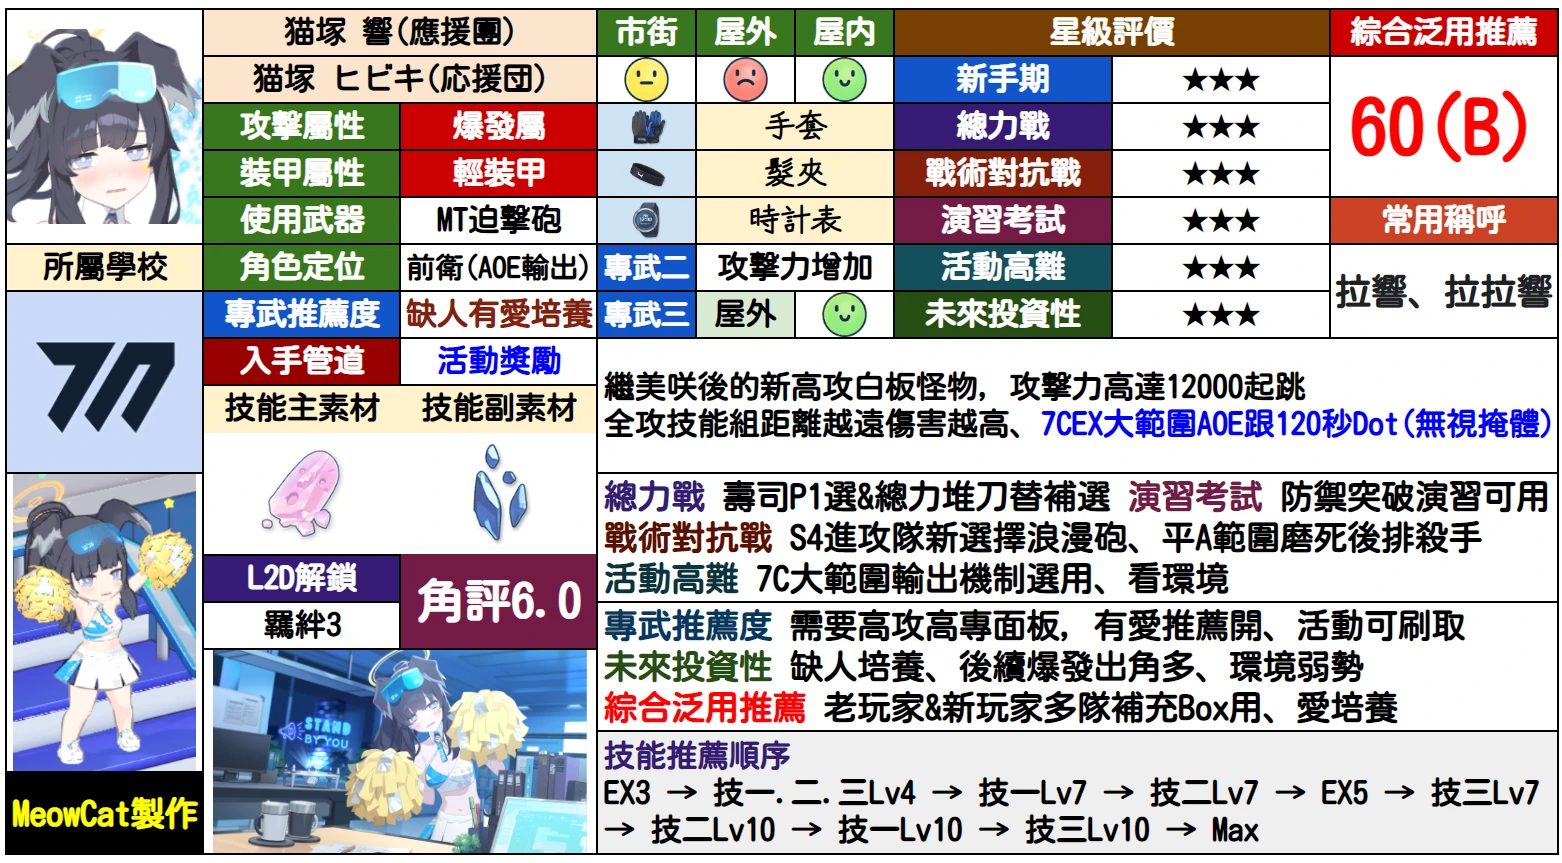 猫塚 響(應援團)
猫塚 ヒビキ(応援団)
攻擊屬性 爆發屬
裝甲屬性 輕裝甲
使用武器 MT迫擊砲
角色定位 前衛(AOE輸出)
專武推薦度 缺人有愛培養
入手管道 活動獎勵
技能主素材 技能副素材
L2D解鎖
羈絆3
角評6.0
所屬學校
MeowCat製作
STAND
BY YOU
市街 屋外 屋内
手套
髮夾
時計表
專武二 攻擊力增加
專武三 屋外
星級評價
新手期 ★★★
總力戰 ★★★
戰術對抗戰 ★★★
演習考試 ★★★
活動高難 ★★★
未來投資性 ★★★
綜合泛用推薦
60(B)
常用稱呼
拉響、拉拉響
繼美咲後的新高攻白板怪物, 攻擊力高達12000起跳
全攻技能組距離越遠傷害越高、7CEX大範圍AOE跟120秒Dot(無視掩體)
總力戰 壽司P1選&總力堆刀替補選 演習考試 防禦突破演習可用
戰術對抗戰 S4進攻隊新選擇浪漫砲、平A範圍磨死後排殺手
活動高難 7C大範圍輸出機制選用、看環境
專武推薦度 需要高攻高專面板, 有愛推薦開、活動可刷取
未來投資性 缺人培養、後續爆發出角多、環境弱勢
綜合泛用推薦 老玩家&新玩家多隊補充Box用、愛培養
技能推薦順序
EX3 → 技一.二.三Lv4 → 技一Lv7 → 技二Lv7 → EX5 → 技三Lv7
→ 技二Lv10 → 技一Lv10 → 技三Lv10 → Max